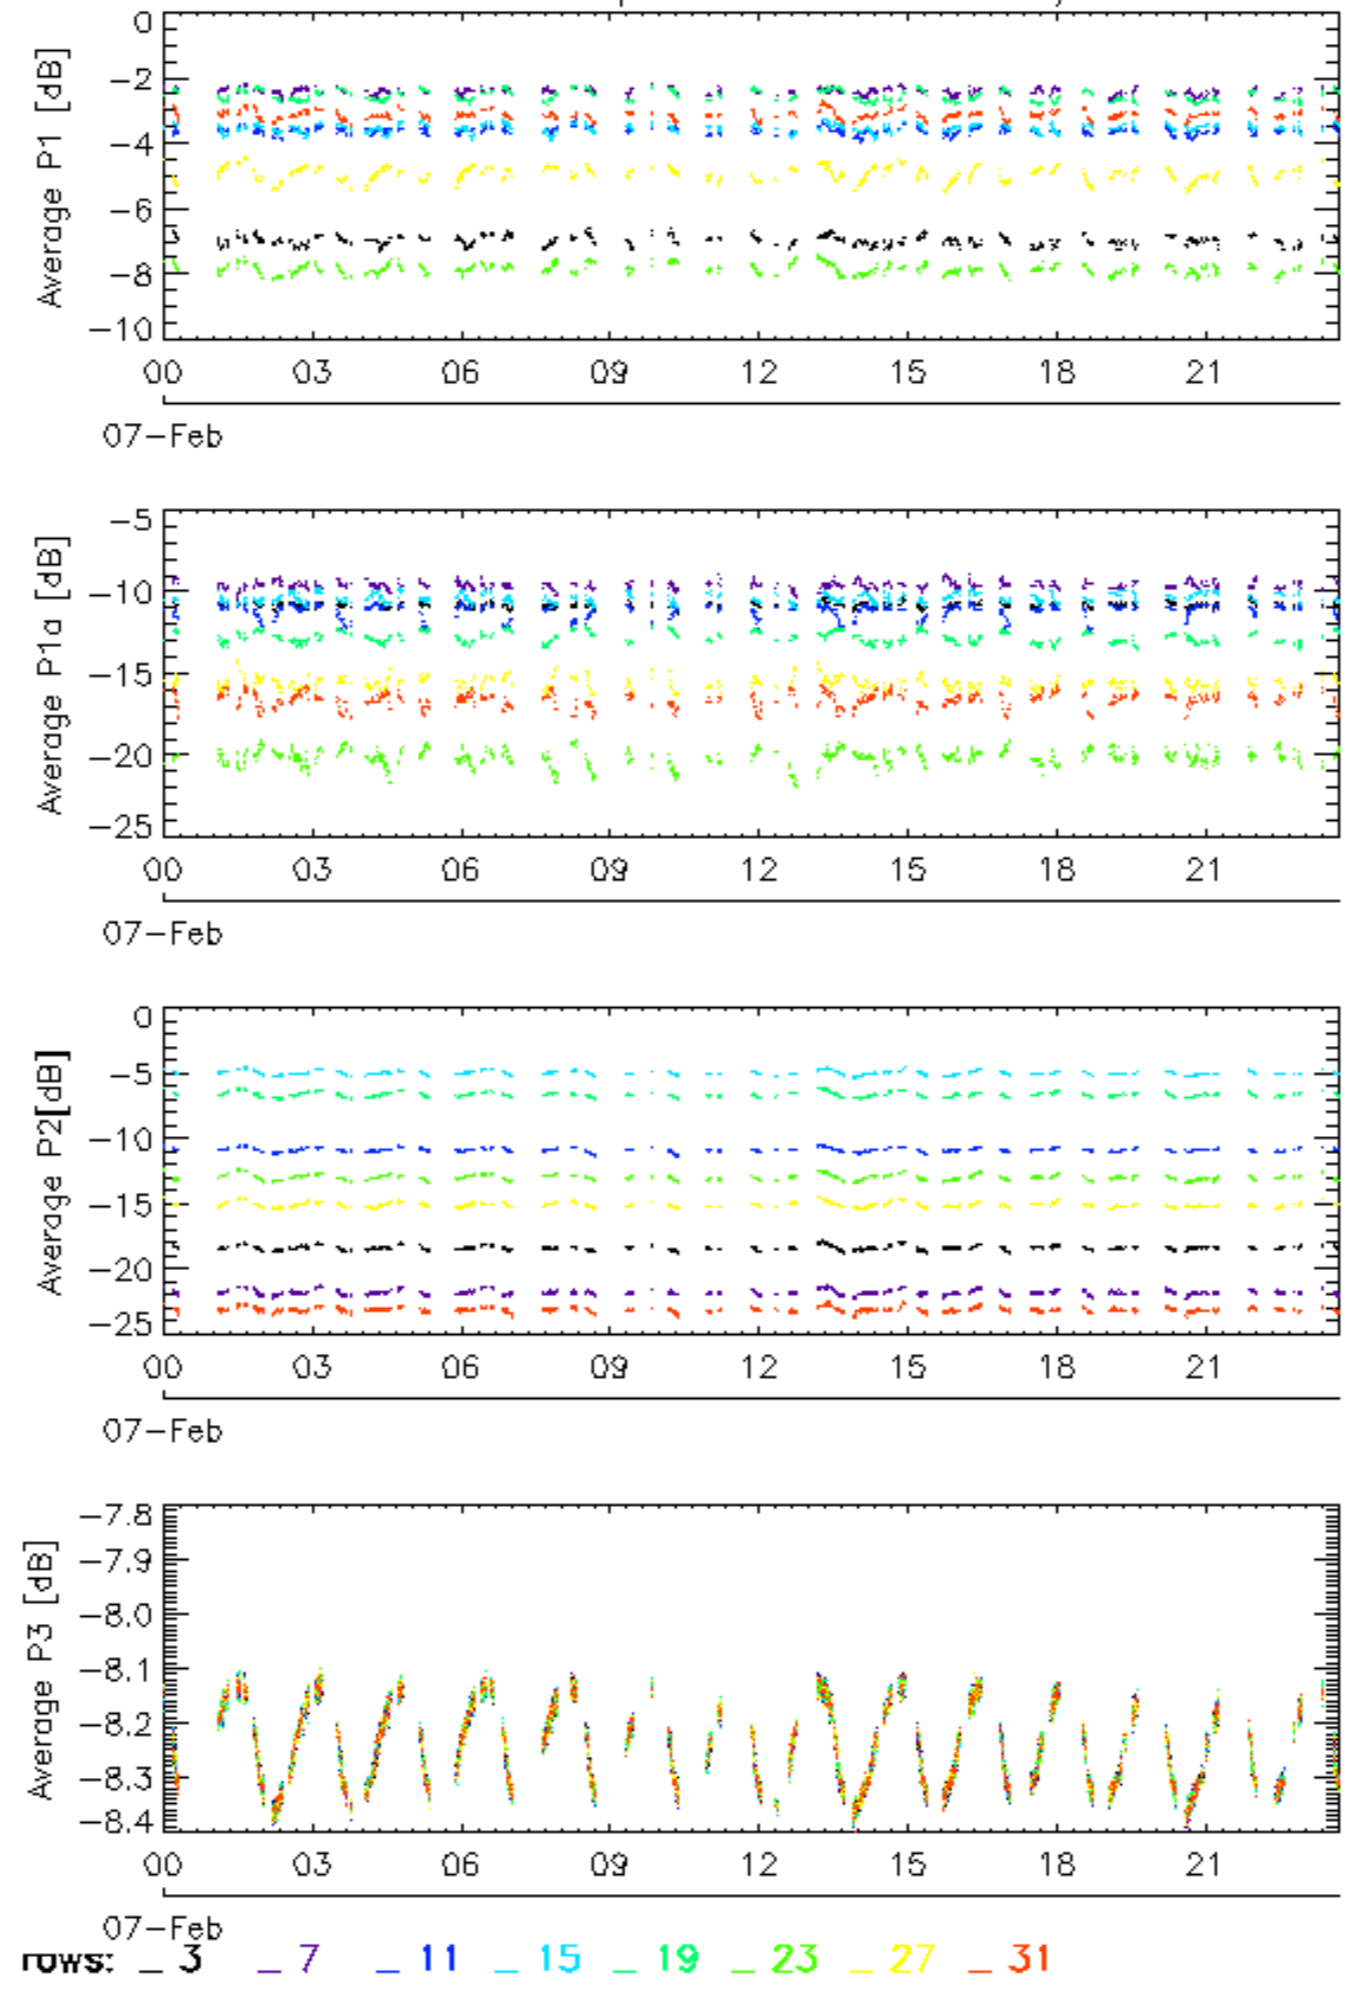 0
-2
-4
-6
-8
-10
Average P1 [dB]
00 03 06 09 12 15 18 21
07-Feb
-5
-10
-15
-20
-25
Average P1a [dB]
00 03 06 09 12 15 18 21
07-Feb
0
-5
-10
-15
-20
-25
Average P2[dB]
00 03 06 09 12 15 18 21
07-Feb
-7.8
-7.9
-8.0
-8.1
-8.2
-8.3
-8.4
Average P3 [dB]
00 03 06 09 12 15 18 21
07-Feb
rows: _ 3 _ 7 _ 11 _ 15 _ 19 _ 23 _ 27 _ 31